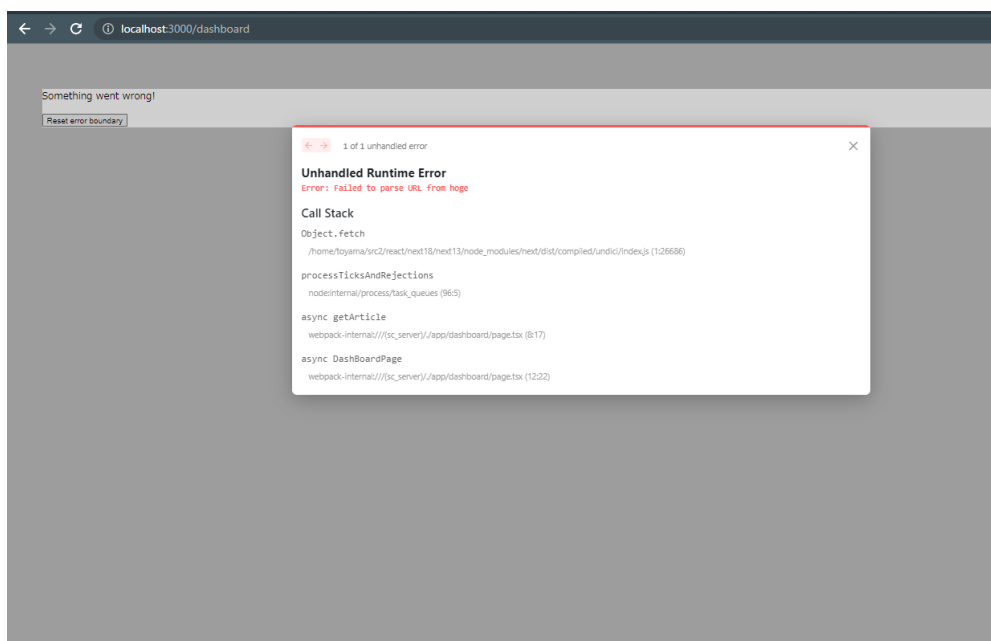 localhost:3000/dashboard
Something went wrong!
Reset error boundary
1 of 1 unhandled error
Unhandled Runtime Error
Error: Failed to parse URL from hoge
Call Stack
Object.fetch
/home/toyama/src2/react/next18/next13/node_modules/next/dist/compiled/undici/index.js (1:26686)
processTicksAndRejections
node:internal/process/task_queues (96:5)
async getArticle
webpack-internal:///(sc_server)/./app/dashboard/page.tsx (8:17)
async DashBoardPage
webpack-internal:///(sc_server)/./app/dashboard/page.tsx (12:22)